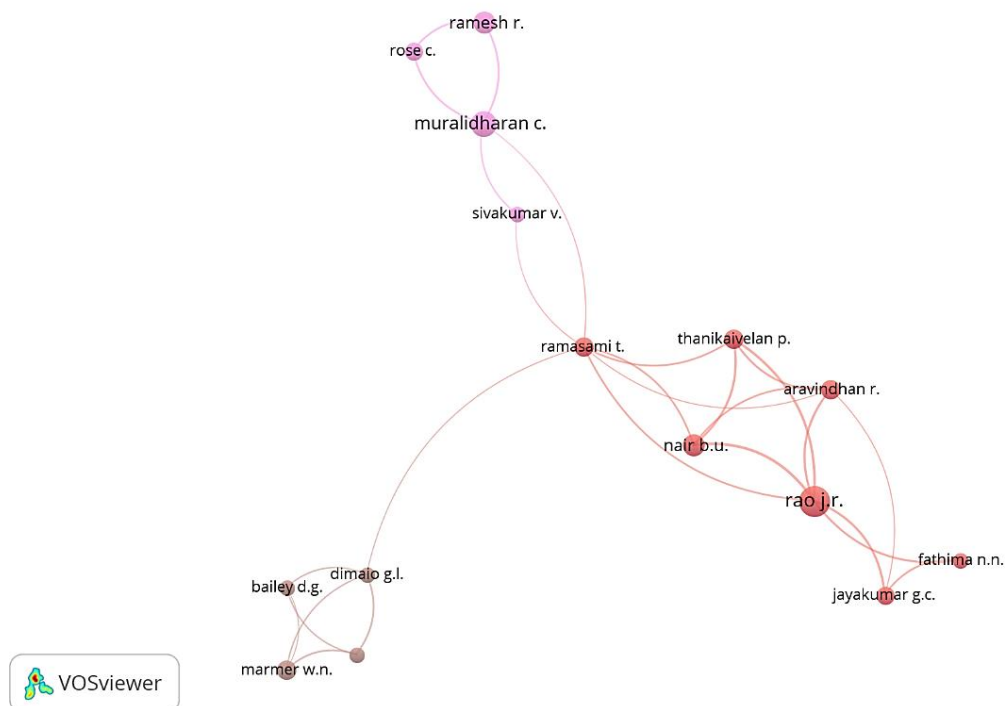 ramesh r.
rose c.
muralidharan c.
sivakumar v.
ramasami t.
thanikaivelan p.
aravindhan r.
nair b.u.
rao j.r.
fathima n.n.
jayakumar g.c.
dimaio g.l.
bailey d.g.
marmer w.n.
VOSviewer